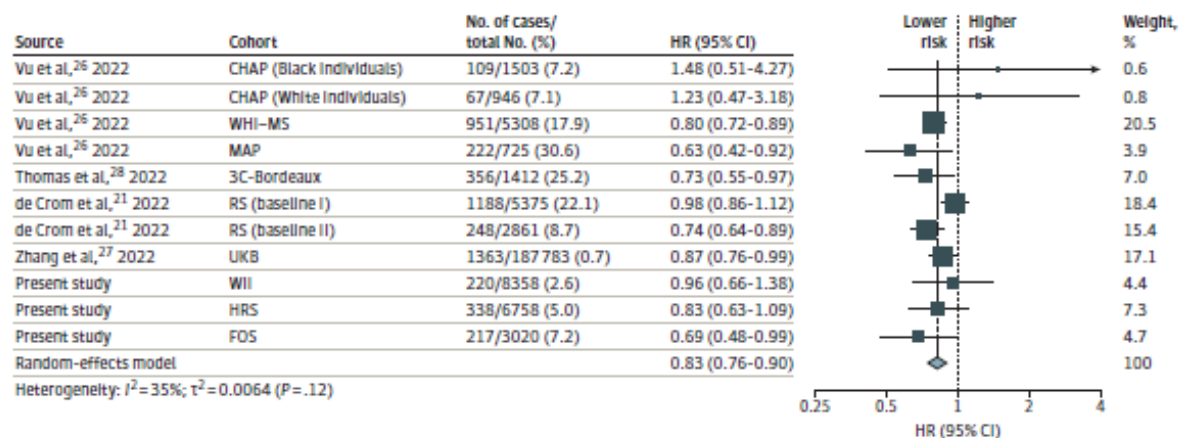 No. of cases/ Lower Higher Weight,
Source Cohort total No. (%) HR (95% CI) risk risk %
Vu et al,26 2022 CHAP (Black individuals) 109/1503 (7.2) 1.48 (0.51-4.27) 0.6
Vu et al,26 2022 CHAP (White individuals) 67/946 (7.1) 1.23 (0.47-3.18) 0.8
Vu et al,26 2022 WHI–MS 951/5308 (17.9) 0.80 (0.72-0.89) 20.5
Vu et al,26 2022 MAP 222/725 (30.6) 0.63 (0.42-0.92) 3.9
Thomas et al,28 2022 3C-Bordeaux 356/1412 (25.2) 0.73 (0.55-0.97) 7.0
de Crom et al,21 2022 RS (baseline I) 1188/5375 (22.1) 0.98 (0.86-1.12) 18.4
de Crom et al,21 2022 RS (baseline II) 248/2861 (8.7) 0.74 (0.64-0.89) 15.4
Zhang et al,27 2022 UKB 1363/187 783 (0.7) 0.87 (0.76-0.99) 17.1
Present study WII 220/8358 (2.6) 0.96 (0.66-1.38) 4.4
Present study HRS 338/6758 (5.0) 0.83 (0.63-1.09) 7.3
Present study FOS 217/3020 (7.2) 0.69 (0.48-0.99) 4.7
Random-effects model 0.83 (0.76-0.90) 100
Heterogeneity: I2=35%; τ2=0.0064 (P=.12)
0.25 0.5 1 2 4
HR (95% CI)